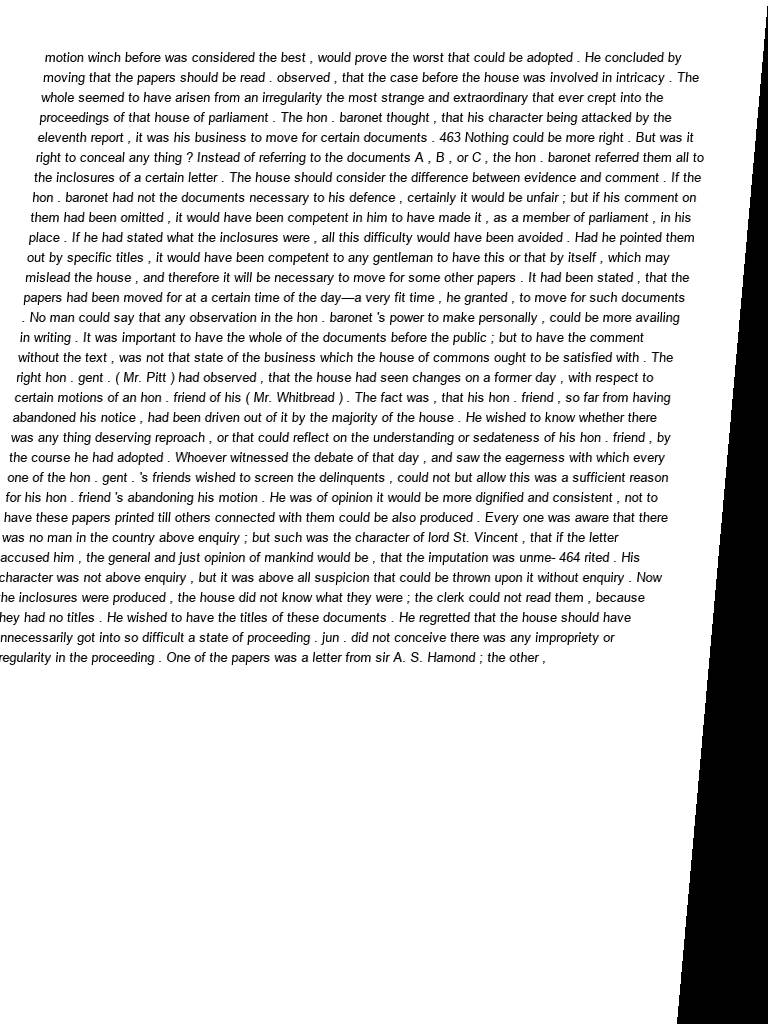 motion winch before was considered the best , would prove the worst that could be adopted . He concluded by
moving that the papers should be read . observed , that the case before the house was involved in intricacy . The
whole seemed to have arisen from an irregularity the most strange and extraordinary that ever crept into the
proceedings of that house of parliament . The hon . baronet thought , that his character being attacked by the
eleventh report , it was his business to move for certain documents . 463 Nothing could be more right . But was it
right to conceal any thing ? Instead of referring to the documents A , B , or C , the hon . baronet referred them all to
the inclosures of a certain letter . The house should consider the difference between evidence and comment . If the
hon . baronet had not the documents necessary to his defence , certainly it would be unfair ; but if his comment on
them had been omitted , it would have been competent in him to have made it , as a member of parliament , in his
place . If he had stated what the inclosures were , all this difficulty would have been avoided . Had he pointed them
out by specific titles , it would have been competent to any gentleman to have this or that by itself , which may
mislead the house , and therefore it will be necessary to move for some other papers . It had been stated , that the
papers had been moved for at a certain time of the day—a very fit time , he granted , to move for such documents
. No man could say that any observation in the hon . baronet 's power to make personally , could be more availing
in writing . It was important to have the whole of the documents before the public ; but to have the comment
without the text , was not that state of the business which the house of commons ought to be satisfied with . The
right hon . gent . ( Mr. Pitt ) had observed , that the house had seen changes on a former day , with respect to
certain motions of an hon . friend of his ( Mr. Whitbread ) . The fact was , that his hon . friend , so far from having
abandoned his notice , had been driven out of it by the majority of the house . He wished to know whether there
was any thing deserving reproach , or that could reflect on the understanding or sedateness of his hon . friend , by
the course he had adopted . Whoever witnessed the debate of that day , and saw the eagerness with which every
one of the hon . gent . 's friends wished to screen the delinquents , could not but allow this was a sufficient reason
for his hon . friend 's abandoning his motion . He was of opinion it would be more dignified and consistent , not to
have these papers printed till others connected with them could be also produced . Every one was aware that there
was no man in the country above enquiry ; but such was the character of lord St. Vincent , that if the letter
accused him , the general and just opinion of mankind would be , that the imputation was unme- 464 rited . His
character was not above enquiry , but it was above all suspicion that could be thrown upon it without enquiry . Now
the inclosures were produced , the house did not know what they were ; the clerk could not read them , because
hey had no titles . He wished to have the titles of these documents . He regretted that the house should have
nnecessarily got into so difficult a state of proceeding . jun . did not conceive there was any impropriety or
regularity in the proceeding . One of the papers was a letter from sir A. S. Hamond ; the other ,